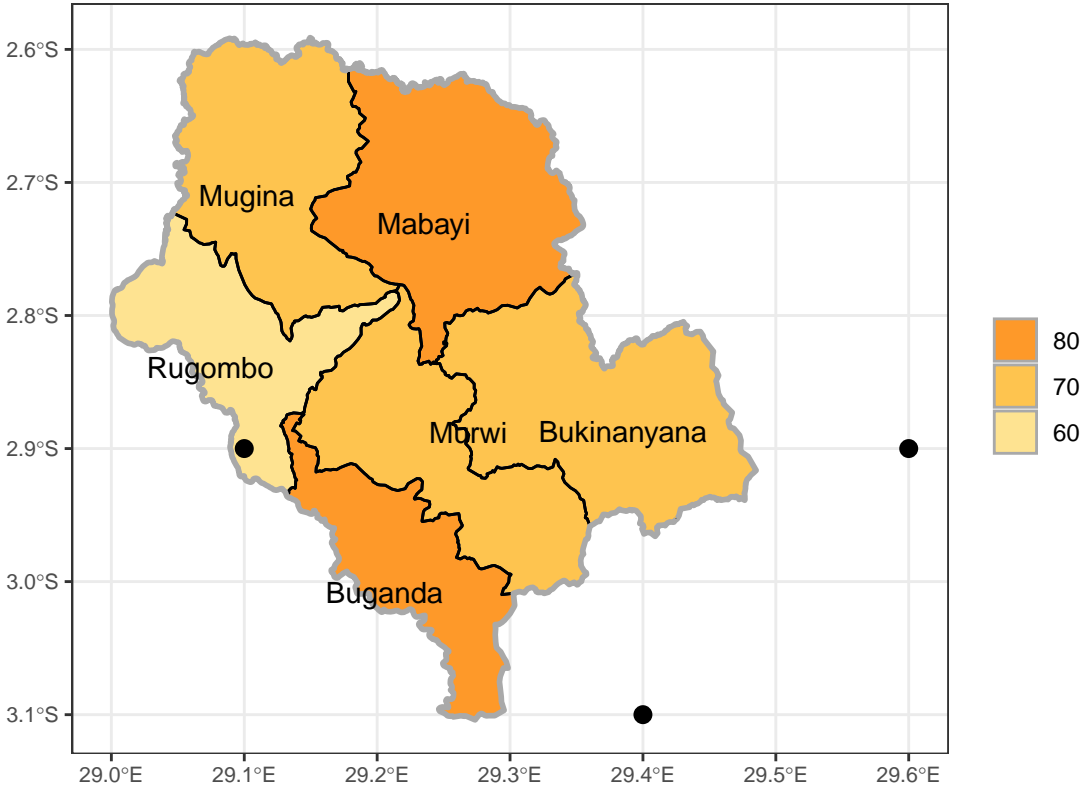 2.6°S
2.7°S
2.8°S
2.9°S
3.0°S
3.1°S
Mugina
Mabayi
Rugombo
Murwi
Bukinanyana
Buganda
29.0°E
29.1°E
29.2°E
29.3°E
29.4°E
29.5°E
29.6°E
80
70
60